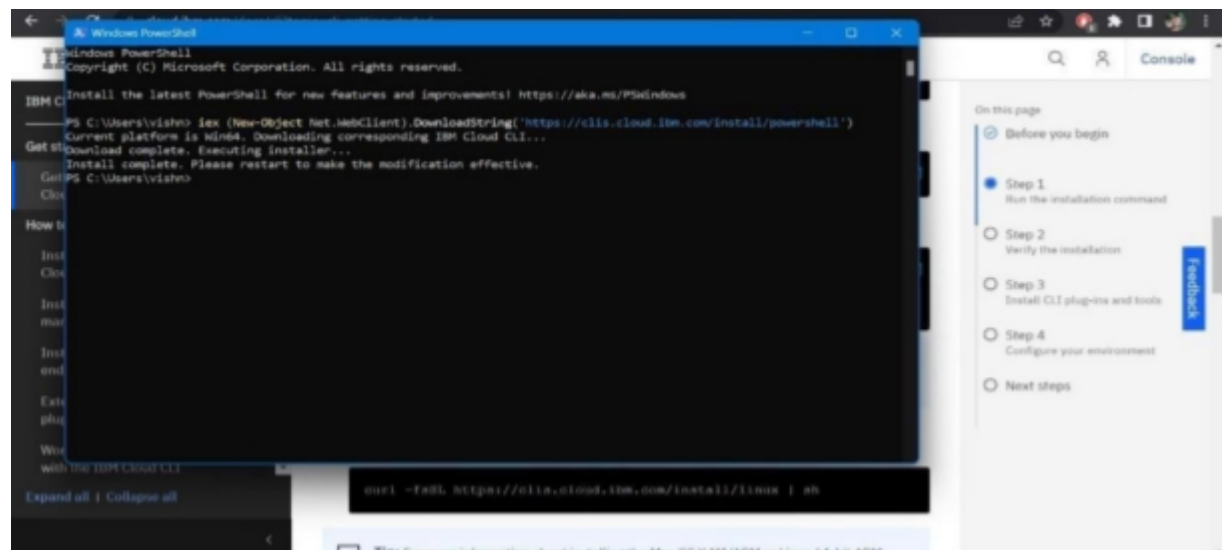 Windows PowerShell
Windows PowerShell
Copyright (C) Microsoft Corporation. All rights reserved.
Install the latest PowerShell for new features and improvements! https://aka.ms/PSWindows
PS C:\Users\vishn> iex (New-Object Net.WebClient).DownloadString('https://clis.cloud.ibm.com/install/powershell')
Current platform is Win64. Downloading corresponding IBM Cloud CLI...
Download complete. Executing installer...
Install complete. Please restart to make the modification effective.
PS C:\Users\vishn>
Console
On this page
Before you begin
Step 1
Run the installation command
Step 2
Verify the installation
Step 3
Install CLI plug-ins and tools
Step 4
Configure your environment
Next steps
Feedback
with the IBM Cloud CLI
Expand all | Collapse all
curl -fsSL https://clis.cloud.ibm.com/install/linux | sh